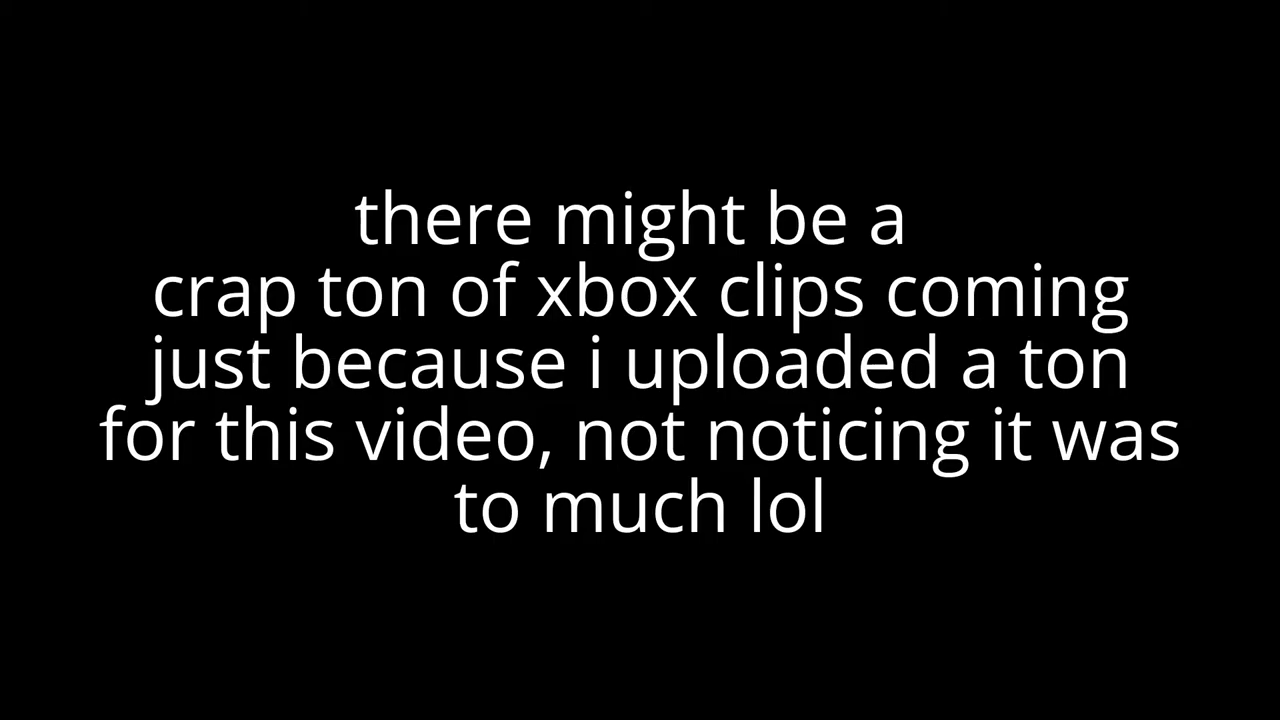 there might be a
crap ton of xbox clips coming
just because i uploaded a ton
for this video, not noticing it was
to much lol